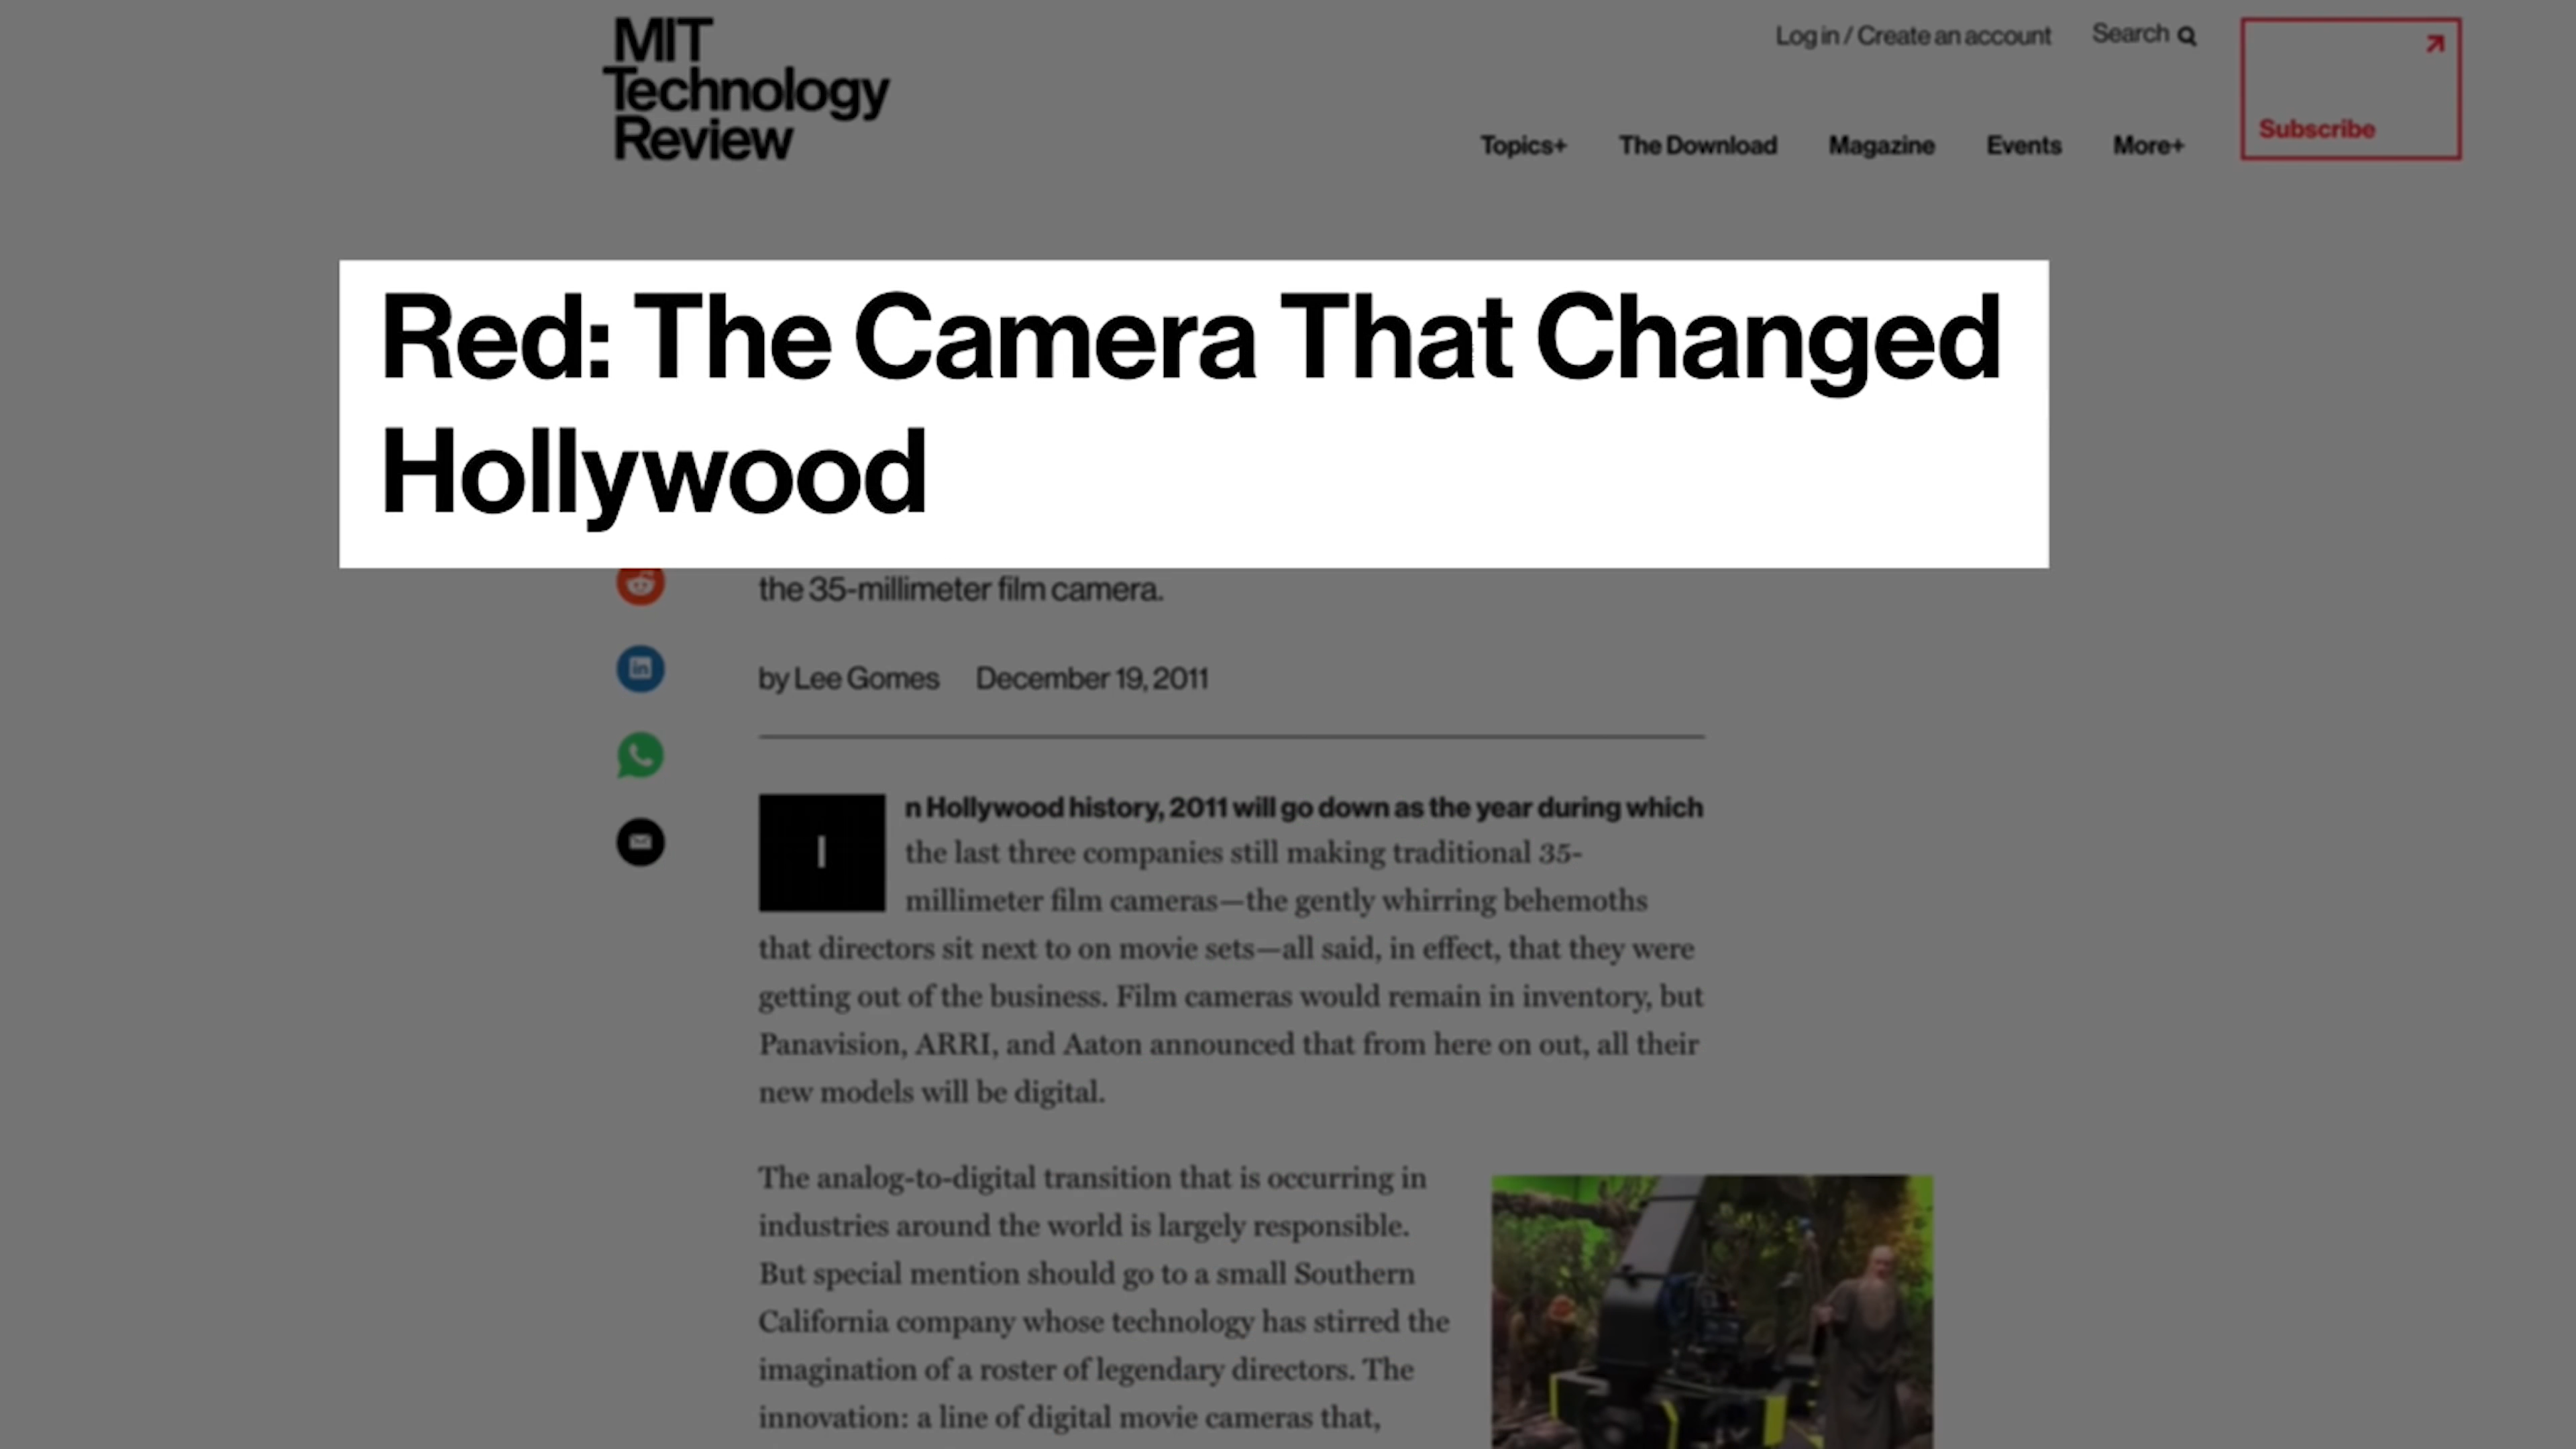 MIT
Technology
Review
Log in / Create an account
Search
Subscribe
Topics+
The Download
Magazine
Events
More+
Red: The Camera That Changed
Hollywood
the 35-millimeter film camera.
by Lee Gomes
December 19, 2011
In Hollywood history, 2011 will go down as the year during which
the last three companies still making traditional 35-
millimeter film cameras—the gently whirring behemoths
that directors sit next to on movie sets—all said, in effect, that they were
getting out of the business. Film cameras would remain in inventory, but
Panavision, ARRI, and Aaton announced that from here on out, all their
new models will be digital.
The analog-to-digital transition that is occurring in
industries around the world is largely responsible.
But special mention should go to a small Southern
California company whose technology has stirred the
imagination of a roster of legendary directors. The
innovation: a line of digital movie cameras that,